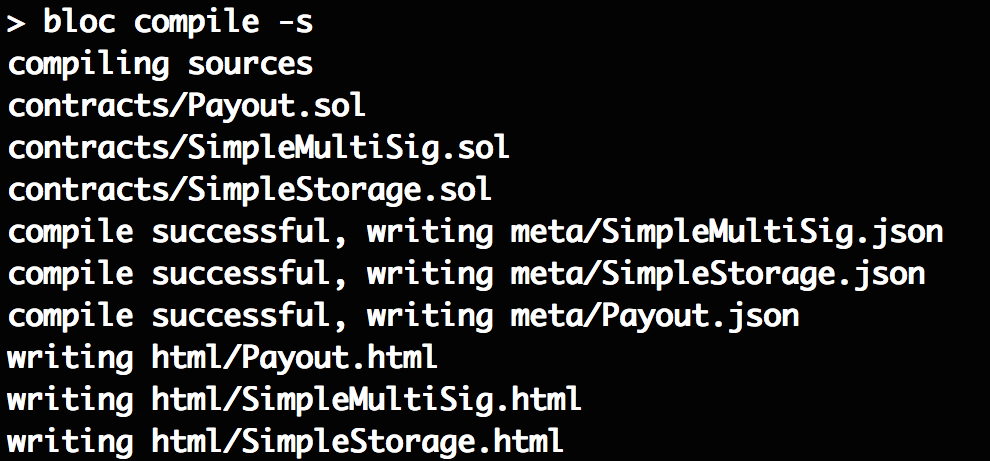 > bloc compile -s
compiling sources
contracts/Payout.sol
contracts/SimpleMultiSig.sol
contracts/SimpleStorage.sol
compile successful, writing meta/SimpleMultiSig.json
compile successful, writing meta/SimpleStorage.json
compile successful, writing meta/Payout.json
writing html/Payout.html
writing html/SimpleMultiSig.html
writing html/SimpleStorage.html